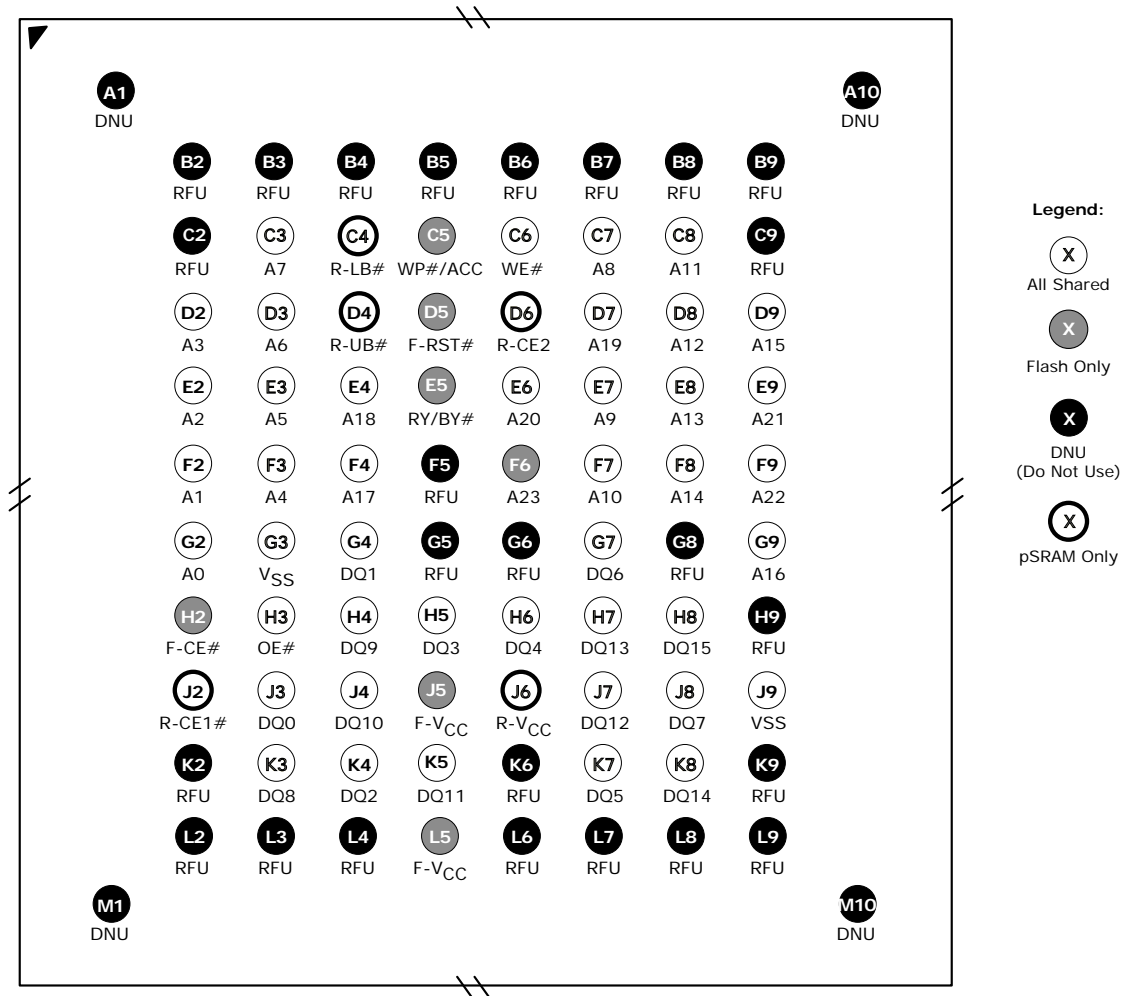 A1 A10
DNU DNU
B2 B3 B4 B5 B6 B7 B8 B9
RFU RFU RFU RFU RFU RFU RFU RFU
C2 C3 C4 C5 C6 C7 C8 C9
RFU A7 R-LB# WP#/ACC WE# A8 A11 RFU
D2 D3 D4 D5 D6 D7 D8 D9
A3 A6 R-UB# F-RST# R-CE2 A19 A12 A15
E2 E3 E4 E5 E6 E7 E8 E9
A2 A5 A18 RY/BY# A20 A9 A13 A21
F2 F3 F4 F5 F6 F7 F8 F9
A1 A4 A17 RFU A23 A10 A14 A22
G2 G3 G4 G5 G6 G7 G8 G9
A0 VSS DQ1 RFU RFU DQ6 RFU A16
H2 H3 H4 H5 H6 H7 H8 H9
F-CE# OE# DQ9 DQ3 DQ4 DQ13 DQ15 RFU
J2 J3 J4 J5 J6 J7 J8 J9
R-CE1# DQ0 DQ10 F-VCC R-VCC DQ12 DQ7 VSS
K2 K3 K4 K5 K6 K7 K8 K9
RFU DQ8 DQ2 DQ11 RFU DQ5 DQ14 RFU
L2 L3 L4 L5 L6 L7 L8 L9
RFU RFU RFU F-VCC RFU RFU RFU RFU
M1 M10
DNU DNU
Legend:
X
All Shared
X
Flash Only
X
DNU
(Do Not Use)
X
pSRAM Only